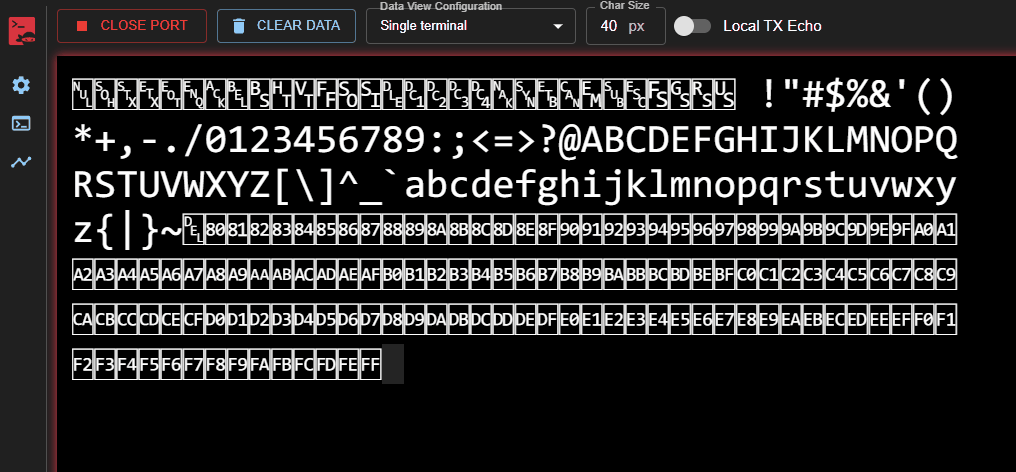 CLOSE PORT
CLEAR DATA
Data View Configuration
Single terminal
Char Size
40 px
Local TX Echo
NUL SOH STX ETX EOT ENQ ACK BEL BS HT VT FF SO SI DLE DC1 DC2 DC3 DC4 NAK SYN ETB CAN EM SUB ESC FS GS RS US !"#$%&'()
*+,-./0123456789:;<=>?@ABCDEFGHIJKLMNOPQ
RSTUVWXYZ[\]^_`abcdefghijklmnopqrstuvwxy
z{|}~ DEL 80 81 82 83 84 85 86 87 88 89 8A 8B 8C 8D 8E 8F 90 91 92 93 94 95 96 97 98 99 9A 9B 9C 9D 9E 9F A0 A1
A2 A3 A4 A5 A6 A7 A8 A9 AA AB AC AD AE AF B0 B1 B2 B3 B4 B5 B6 B7 B8 B9 BA BB BC BD BE BF C0 C1 C2 C3 C4 C5 C6 C7 C8 C9
CA CB CC CD CE CF D0 D1 D2 D3 D4 D5 D6 D7 D8 D9 DA DB DC DD DE DF E0 E1 E2 E3 E4 E5 E6 E7 E8 E9 EA EB EC ED EE EF F0 F1
F2 F3 F4 F5 F6 F7 F8 F9 FA FB FC FD FE FF